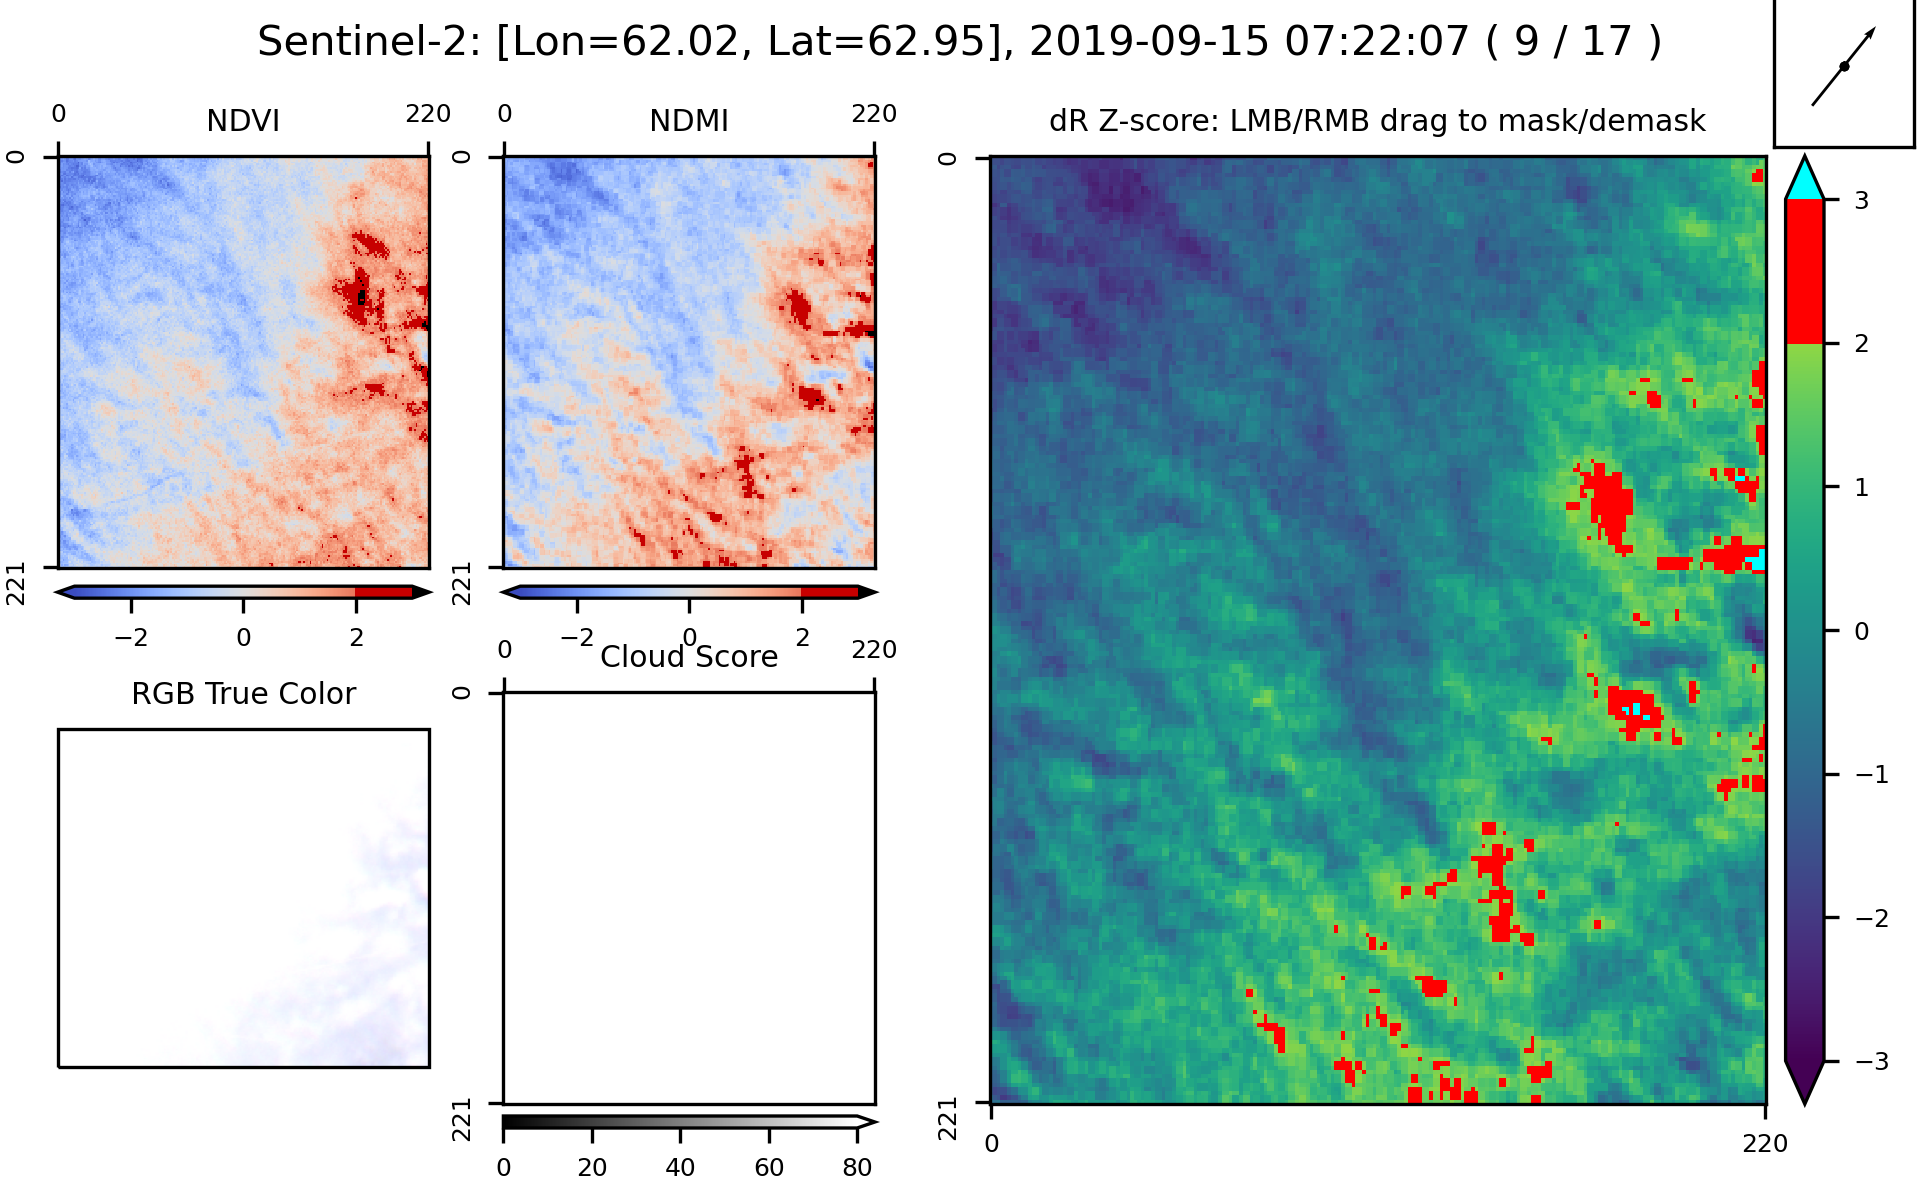 Sentinel-2: [Lon=62.02, Lat=62.95], 2019-09-15 07:22:07 ( 9 / 17 )
0 NDVI 220
0
221
−2 0 2
0 NDMI 220
0
221
−2 0 2
dR Z-score: LMB/RMB drag to mask/demask
0
221
0 220
3
2
1
0
−1
−2
−3
RGB True Color
0 Cloud Score 220
0
221
0 20 40 60 80